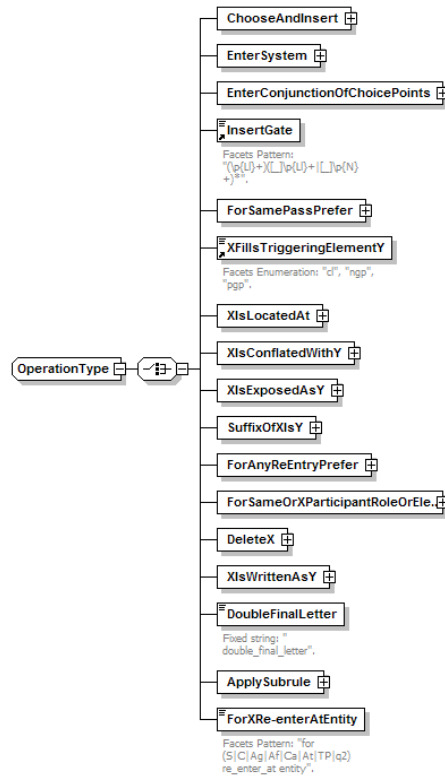 ChooseAndInsert
EnterSystem
EnterConjunctionOfChoicePoints
InsertGate
Facets Pattern:
"(\p{Ll}+)([_]\p{Ll}+|[_]\p{N}
+)*".
ForSamePassPrefer
XFillsTriggeringElementY
Facets Enumeration: "cl", "ngp",
"pgp".
XIsLocatedAt
XIsConflatedWithY
OperationType
XIsExposedAsY
SuffixOfXIsY
ForAnyReEntryPrefer
ForSameOrXParticipantRoleOrEle...
DeleteX
XIsWrittenAsY
DoubleFinalLetter
Fixed string: "
double_final_letter".
ApplySubrule
ForXRe-enterAtEntity
Facets Pattern: "for
(S|C|Ag|Af|Ca|At|TP|q2)
re_enter_at entity".